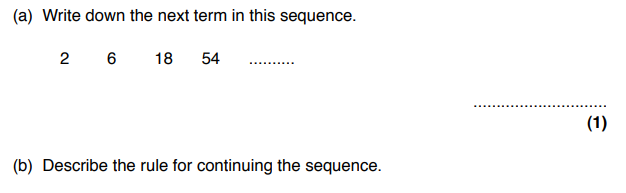 (a) Write down the next term in this sequence.
2 6 18 54 ..........
.............................
(1)
(b) Describe the rule for continuing the sequence.